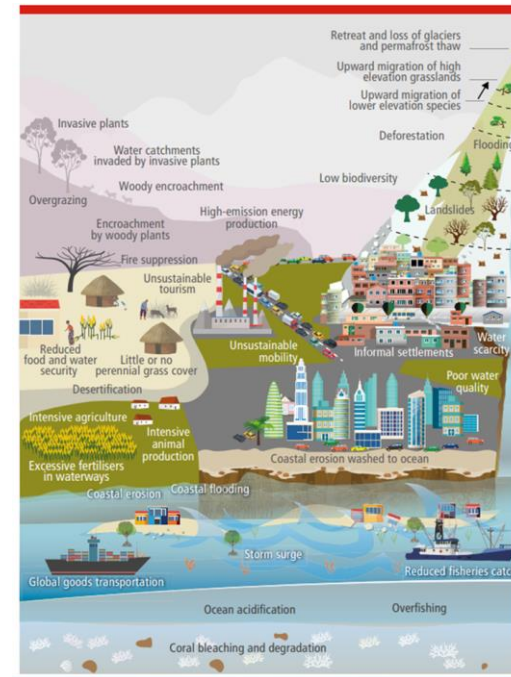 Retreat and loss of glaciers
and permafrost thaw
Upward migration of high
elevation grasslands
Upward migration of
lower elevation species
Invasive plants
Deforestation
Flooding
Water catchments
invaded by invasive plants
Low biodiversity
Woody encroachment
Overgrazing
High-emission energy
production
Landslides
Encroachment
by woody plants
Fire suppression
Unsustainable
tourism
Unsustainable
mobility
Informal settlements
Water
scarcity
Reduced
food and water
security
Little or no
perennial grass cover
Poor water
quality
Desertification
Intensive agriculture
Intensive
animal
production
Excessive fertilisers
in waterways
Coastal erosion washed to ocean
Coastal erosion
Coastal flooding
Storm surge
Global goods transportation
Reduced fisheries catc
Ocean acidification
Overfishing
Coral bleaching and degradation